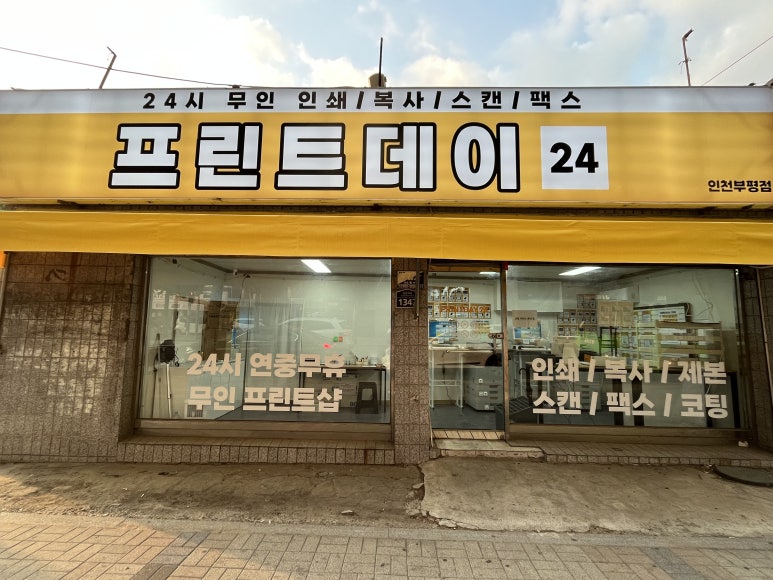 24시 무인 인쇄/복사/스캔/팩스
프린트데이 24
인천부평점
134
24시 연중무유
무인 프린트샵
인쇄 / 복사 / 제본
스캔 / 팩스 / 코팅